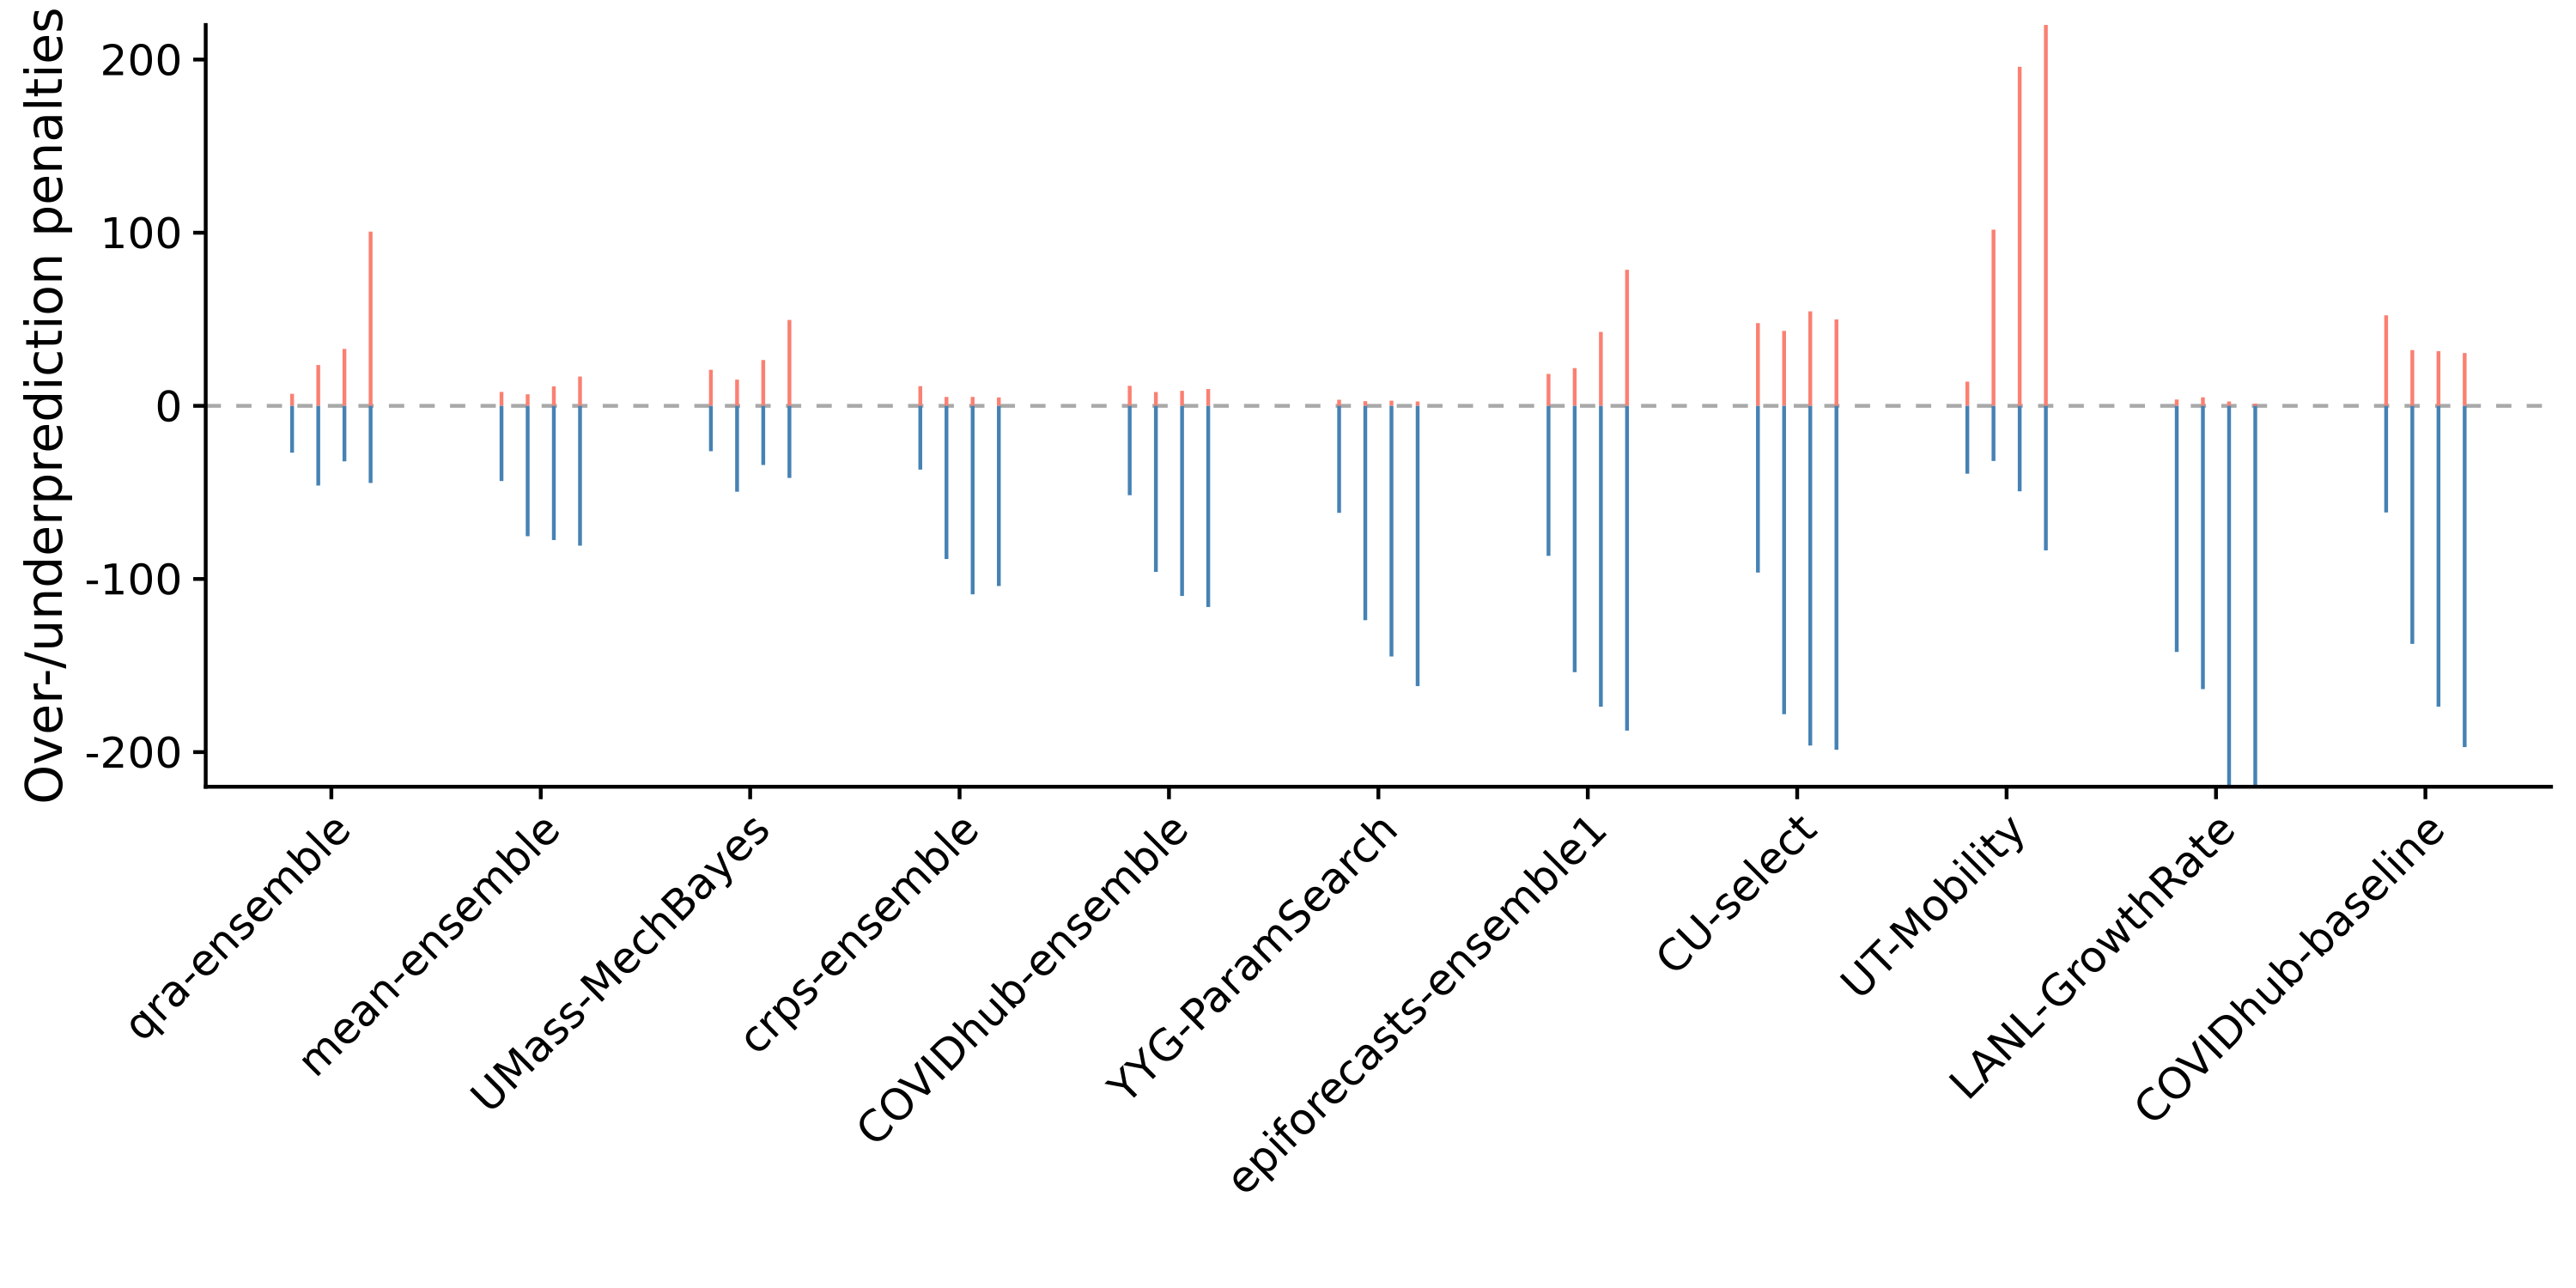 Over-/underprediction penalties
200
100
0
-100
-200
qra-ensemble
mean-ensemble
UMass-MechBayes
crps-ensemble
COVIDhub-ensemble
YYG-ParamSearch
epiforecasts-ensemble1
CU-select
UT-Mobility
LANL-GrowthRate
COVIDhub-baseline